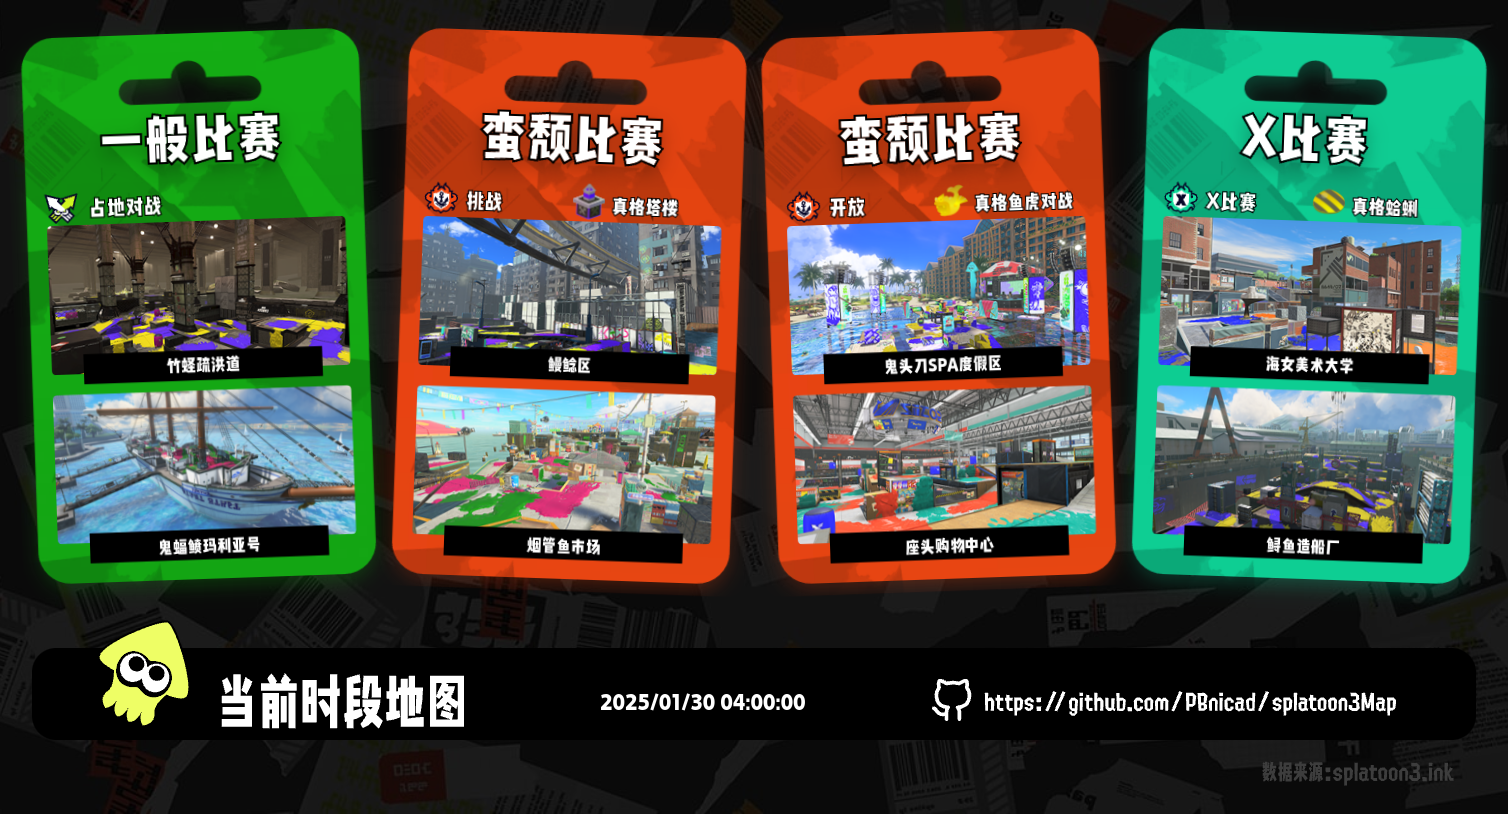 一般比赛
占地对战
竹蛏疏洪道
鬼蝠鲼玛利亚号
蛮颓比赛
挑战
真格塔楼
鳗鲶区
烟管鱼市场
蛮颓比赛
开放
真格鱼虎对战
鬼头刀SPA度假区
座头购物中心
X比赛
X比赛
真格蛤蜊
海女美术大学
鲟鱼造船厂
当前时段地图
2025/01/30 04:00:00
https://github.com/PBnicad/splatoon3Map
数据来源:splatoon3.ink